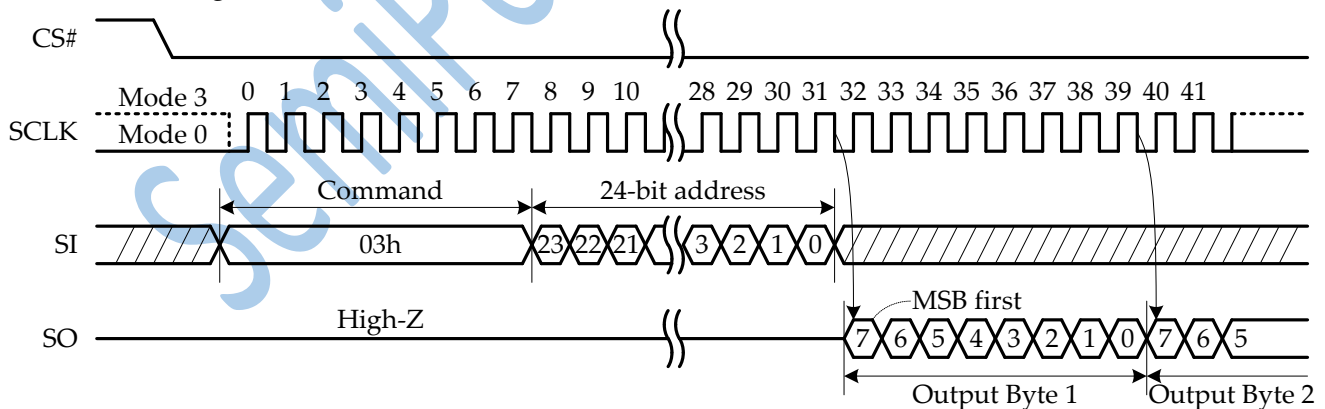 CS#
Mode 3 0 1 2 3 4 5 6 7 8 9 10 28 29 30 31 32 33 34 35 36 37 38 39 40 41
SCLK Mode 0
Command 24-bit address
SI 03h 23 22 21 3 2 1 0
MSB first
High-Z
SO 7 6 5 4 3 2 1 0 7 6 5
Output Byte 1 Output Byte 2